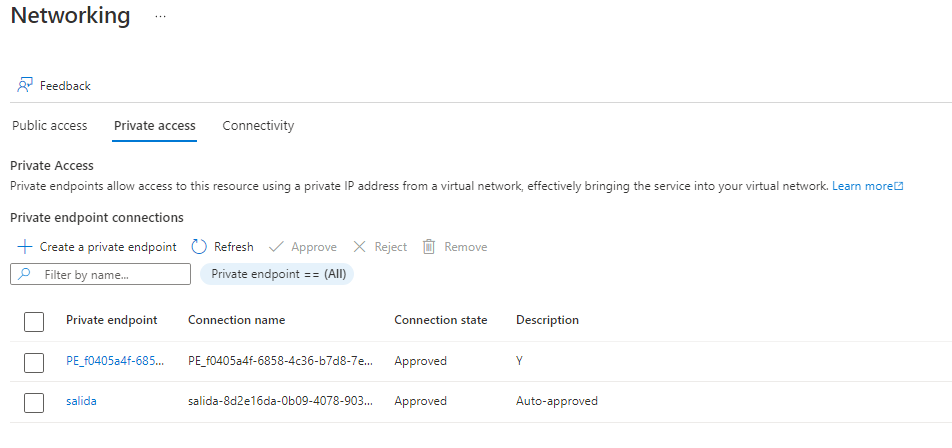 Networking ...
Feedback
Public access Private access Connectivity
Private Access
Private endpoints allow access to this resource using a private IP address from a virtual network, effectively bringing the service into your virtual network. Learn more
Private endpoint connections
Create a private endpoint Refresh Approve Reject Remove
Filter by name... Private endpoint == (All)
Private endpoint Connection name Connection state Description
PE_f0405a4f-685... PE_f0405a4f-6858-4c36-b7d8-7e... Approved Y
salida salida-8d2e16da-0b09-4078-903... Approved Auto-approved